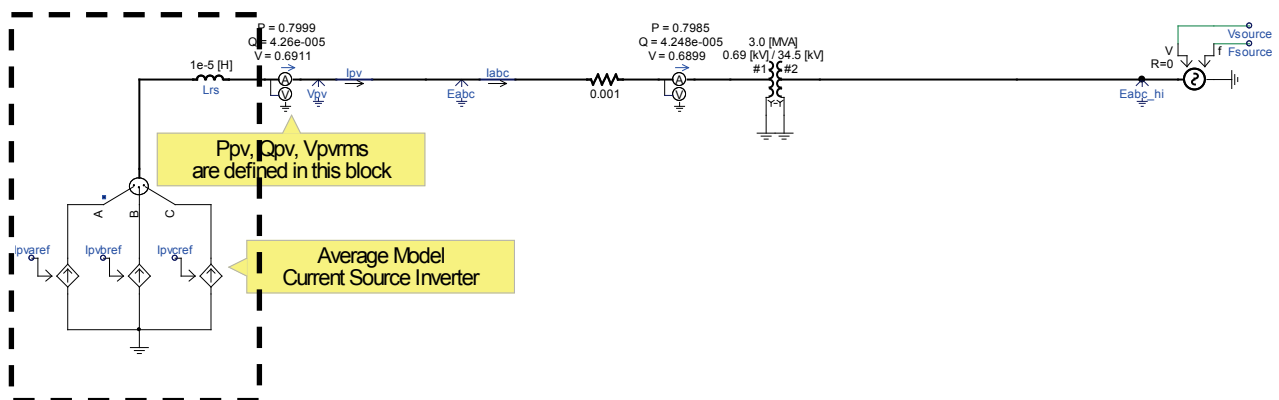 P = 0.7999
Q = 4.26e-005
V = 0.6911
P = 0.7985
Q = 4.248e-005
V = 0.6899
3.0 [MVA]
0.69 [kV] / 34.5 [kV]
#1
#2
Vsource
Fsource
V
f
R=0
1e-5 [H]
Lrs
A
V
Vpv
Ipv
Eabc
Iabc
0.001
A
V
Y-Y
Eabc_hi
Ppv, Qpv, Vpvrms
are defined in this block
A
B
C
Ipvaref
Ipvbref
Ipvcref
Average Model
Current Source Inverter